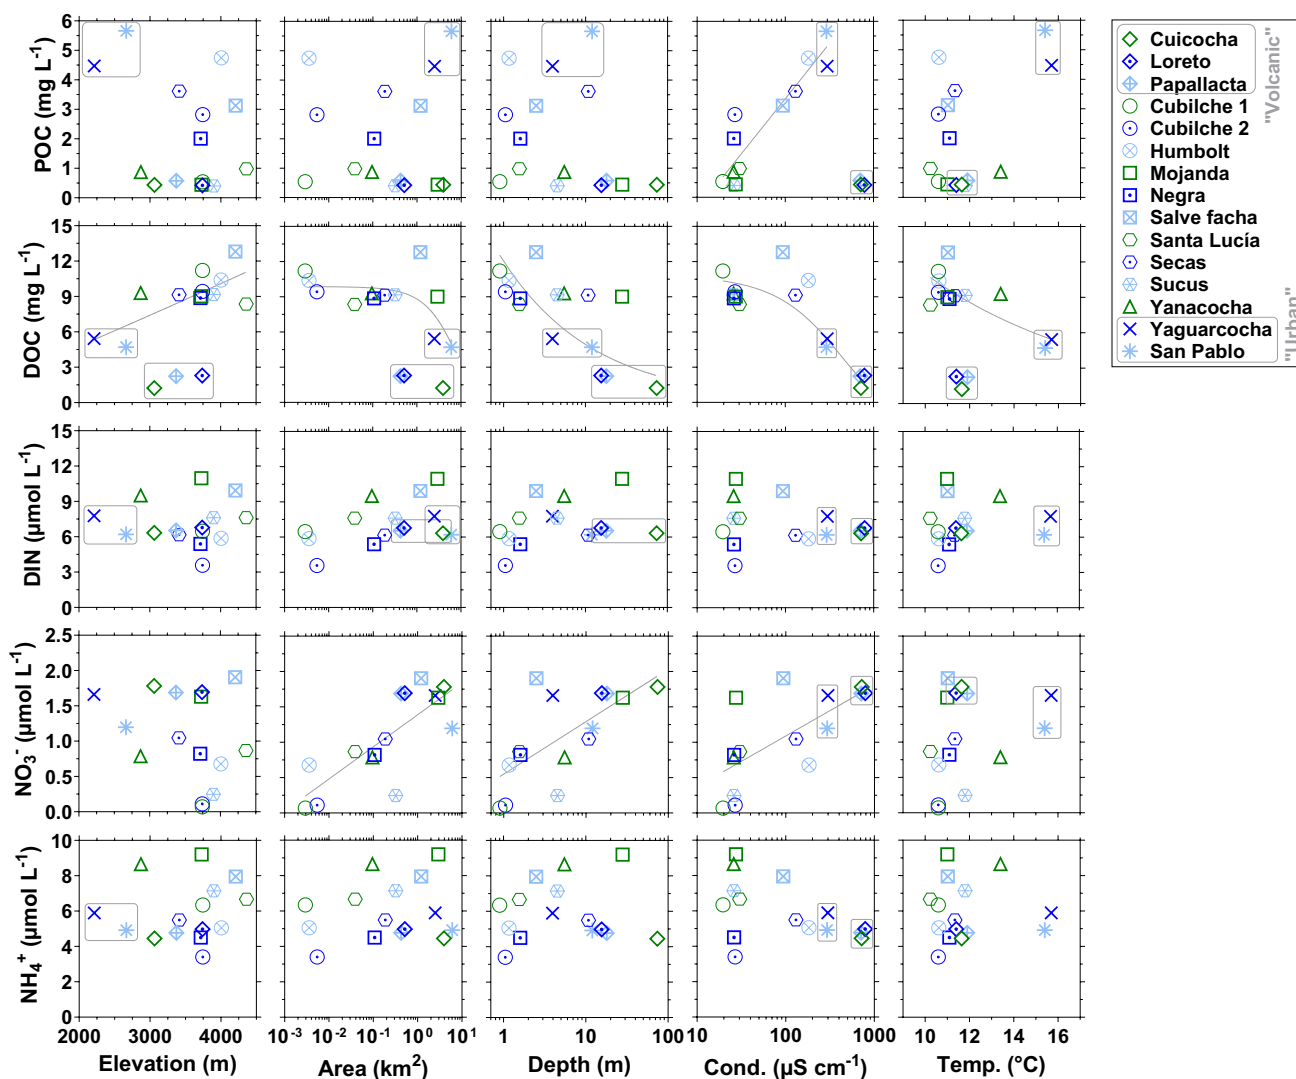 POC (mg L⁻¹)
6
5
4
3
2
1
0
DOC (mg L⁻¹)
15
12
9
6
3
0
DIN (µmol L⁻¹)
15
12
9
6
3
0
NO₃⁻ (µmol L⁻¹)
2.5
2.0
1.5
1.0
0.5
0.0
NH₄⁺ (µmol L⁻¹)
10
8
6
4
2
0
2000 3000 4000
Elevation (m)
10⁻³ 10⁻² 10⁻¹ 10⁰ 10¹
Area (km²)
1 10 100
Depth (m)
10 100 1000
Cond. (µS cm⁻¹)
10 12 14 16
Temp. (°C)
Cuicocha
Loreto
Papallacta
Cubilche 1
Cubilche 2
Humbolt
Mojanda
Negra
Salve facha
Santa Lucía
Secas
Sucus
Yanacocha
Yaguarcocha
San Pablo
"Volcanic"
"Urban"